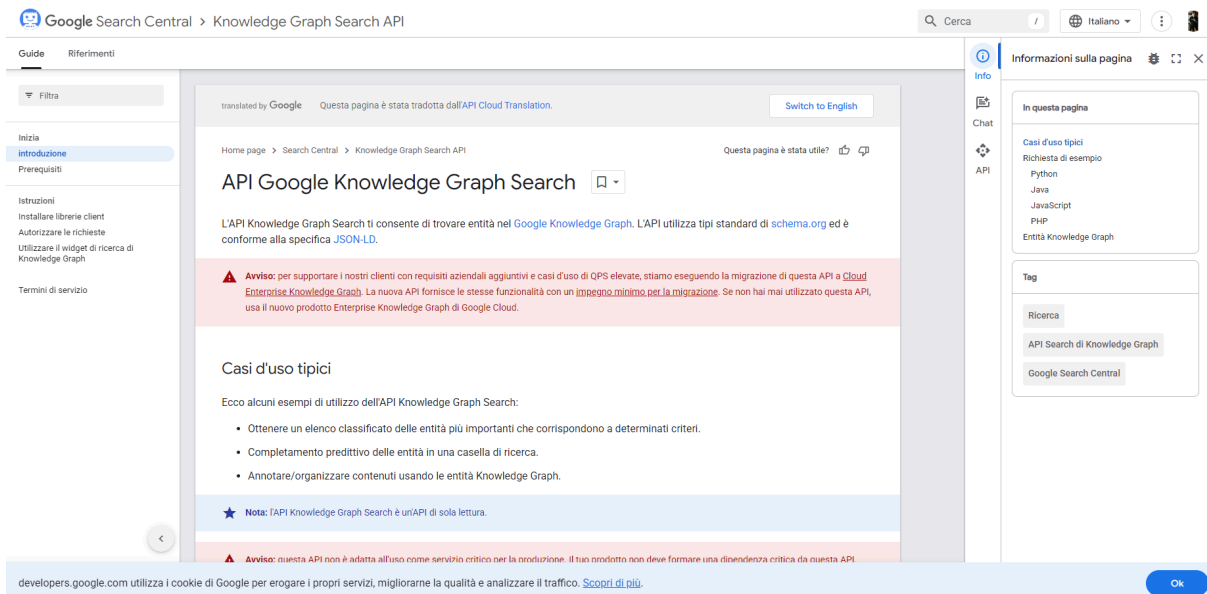 Google Search Central > Knowledge Graph Search API
Cerca /
Italiano
Guide Riferimenti
Filtra
Inizia
introduzione
Prerequisiti
Istruzioni
Installare librerie client
Autorizzare le richieste
Utilizzare il widget di ricerca di
Knowledge Graph
Termini di servizio
translated by Google Questa pagina è stata tradotta dall'API Cloud Translation.
Switch to English
Home page > Search Central > Knowledge Graph Search API
Questa pagina è stata utile?
API Google Knowledge Graph Search
L'API Knowledge Graph Search ti consente di trovare entità nel Google Knowledge Graph. L'API utilizza tipi standard di schema.org ed è
conforme alla specifica JSON-LD.
Avviso: per supportare i nostri clienti con requisiti aziendali aggiuntivi e casi d'uso di QPS elevate, stiamo eseguendo la migrazione di questa API a Cloud
Enterprise Knowledge Graph. La nuova API fornisce le stesse funzionalità con un impegno minimo per la migrazione. Se non hai mai utilizzato questa API,
usa il nuovo prodotto Enterprise Knowledge Graph di Google Cloud.
Casi d'uso tipici
Ecco alcuni esempi di utilizzo dell'API Knowledge Graph Search:
• Ottenere un elenco classificato delle entità più importanti che corrispondono a determinati criteri.
• Completamento predittivo delle entità in una casella di ricerca.
• Annotare/organizzare contenuti usando le entità Knowledge Graph.
Nota: l'API Knowledge Graph Search è un'API di sola lettura.
Avviso: questa API non è adatta all'uso come servizio critico per la produzione. Il tuo prodotto non deve formare una dipendenza critica da questa API.
Info
Chat
API
Informazioni sulla pagina
In questa pagina
Casi d'uso tipici
Richiesta di esempio
Python
Java
JavaScript
PHP
Entità Knowledge Graph
Tag
Ricerca
API Search di Knowledge Graph
Google Search Central
developers.google.com utilizza i cookie di Google per erogare i propri servizi, migliorarne la qualità e analizzare il traffico. Scopri di più.
Ok